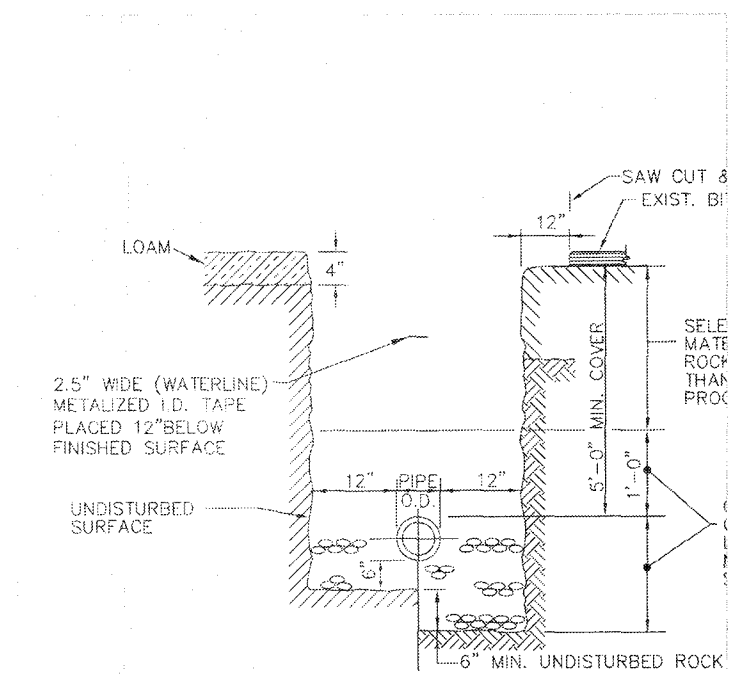 SAW CUT &
EXIST. BI
12"
LOAM
4"
SELE
MATE
ROCK
THAN
PROC
5'-0" MIN. COVER
2.5" WIDE (WATERLINE)
METALIZED I.D. TAPE
PLACED 12"BELOW
FINISHED SURFACE
1'-0"
12"
PIPE
O.D.
12"
UNDISTURBED
SURFACE
6"
6" MIN. UNDISTURBED ROCK